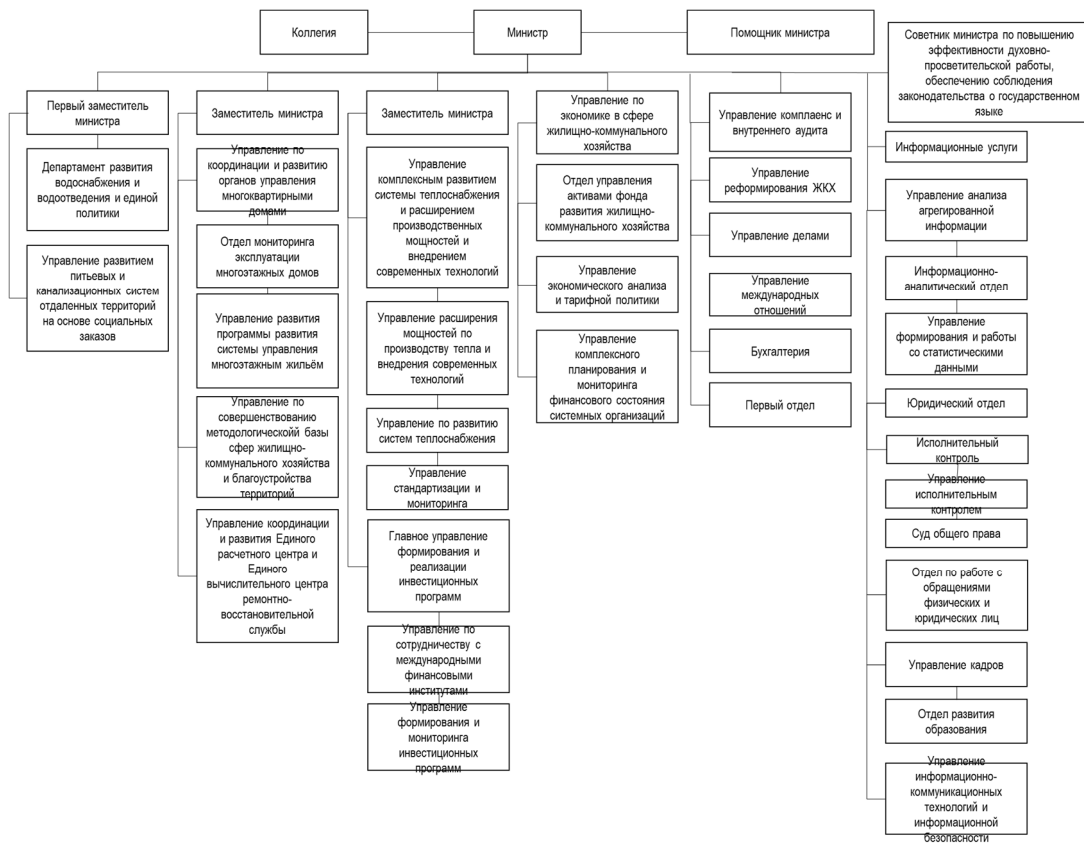 Коллегия
Министр
Помощник министра
Советник министра по повышению
эффективности духовно-
просветительской работы,
обеспечению соблюдения
законодательства о государственном
языке
Первый заместитель
министра
Департамент развития
водоснабжения и
водоотведения и единой
политики
Управление развитием
питьевых и
канализационных систем
отдаленных территорий
на основе социальных
заказов
Заместитель министра
Управление по
координации и развитию
органов управления
многоквартирными
домами
Отдел мониторинга
эксплуатации
многоэтажных домов
Управление развития
программы развития
системы управления
многоэтажным жильём
Управление по
совершенствованию
методологическоой базы
сфер жилищно-
коммунального хозяйства
и благоустройства
территорий
Управление координации
и развития Единого
расчетного центра и
Единого
вычислительного центра
ремонтно-
восстановительной
службы
Заместитель министра
Управление
комплексным развитием
системы теплоснабжения
и расширением
производственных
мощностей и
внедрением
современных технологий
Управление расширения
мощностей по
производству тепла и
внедрения современных
технологий
Управление по развитию
систем теплоснабжения
Управление
стандартизации и
мониторинга
Главное управление
формирования и
реализации
инвестиционных
программ
Управление по
сотрудничеству с
международными
финансовыми
институтами
Управление
формирования и
мониторинга
инвестиционных
программ
Управление по
экономике в сфере
жилищно-коммунального
хозяйства
Отдел управления
активами фонда
развития жилищно-
коммунального хозяйства
Управление
экономического анализа
и тарифной политики
Управление
комплексного
планирования и
мониторинга
финансового состояния
системных организаций
Управление комплаенс и
внутреннего аудита
Управление
реформирования ЖКХ
Управление делами
Управление
международных
отношений
Бухгалтерия
Первый отдел
Информационные услуги
Управление анализа
агрегированной
информации
Информационно-
аналитический отдел
Управление
формирования и работы
со статистическими
данными
Юридический отдел
Исполнительный
контроль
Управление
исполнительным
контролем
Суд общего права
Отдел по работе с
обращениями
физических и
юридических лиц
Управление кадров
Отдел развития
образования
Управление
информационно-
коммуникационных
технологий и
информационной
безопасности